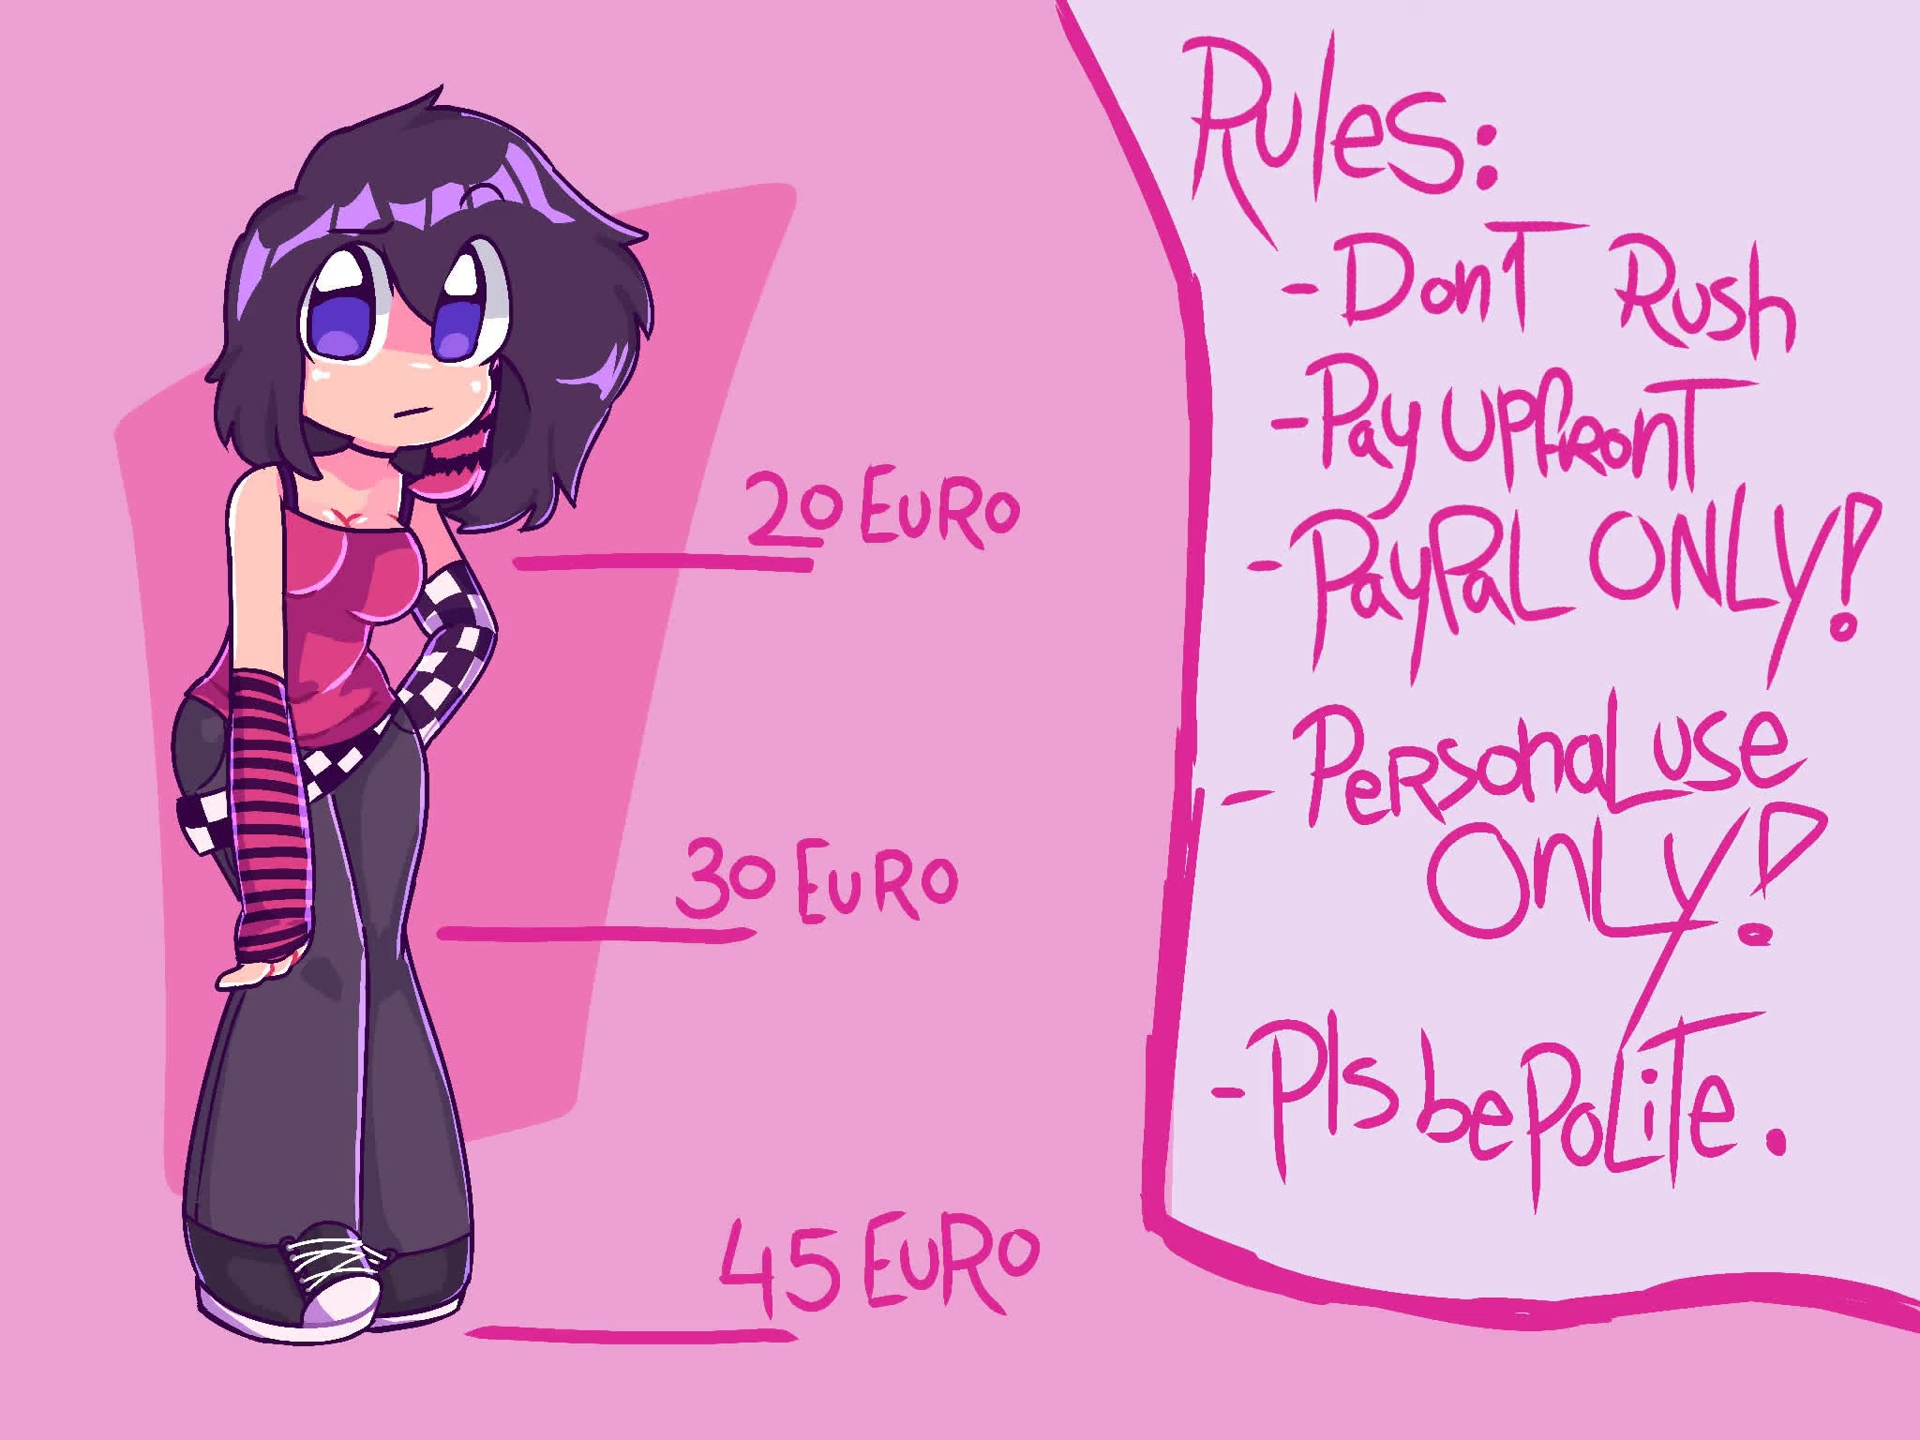 20 EURO
30 EURO
45 EURO
Rules:
- Dont Rush
- Pay upfront
- PayPal ONLY!
- Personal use
ONLY!
- Pls be Polite.